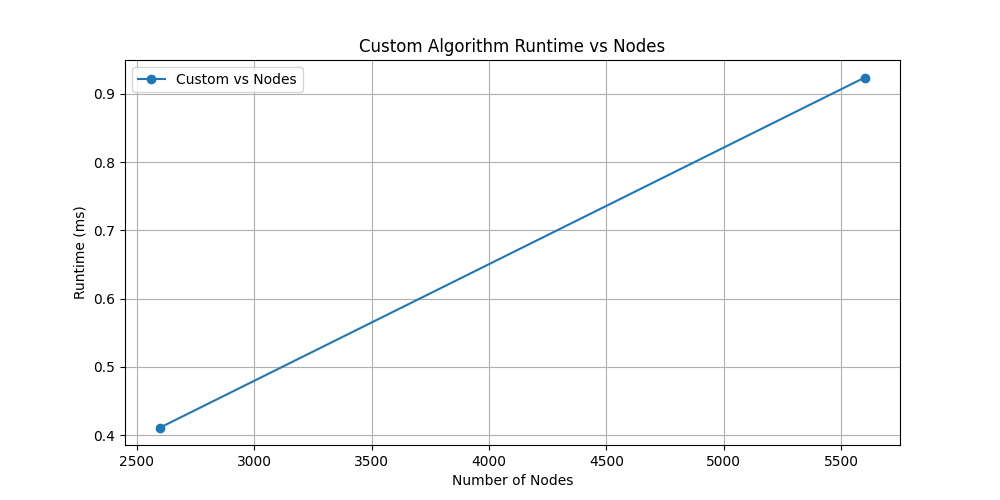 Custom Algorithm Runtime vs Nodes
Custom vs Nodes
Runtime (ms)
0.9
0.8
0.7
0.6
0.5
0.4
2500 3000 3500 4000 4500 5000 5500
Number of Nodes